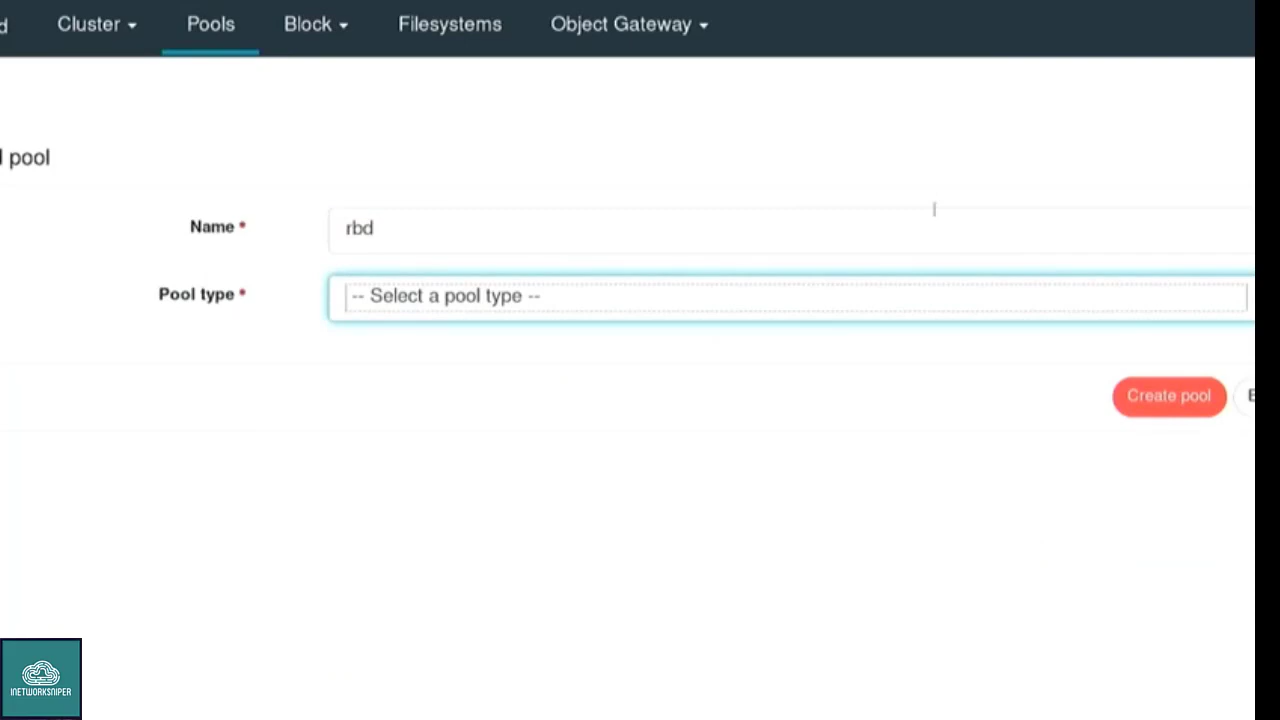 d Cluster Pools Block Filesystems Object Gateway
l pool
Name * rbd
Pool type * -- Select a pool type --
Create pool
INETWORKSNIPER